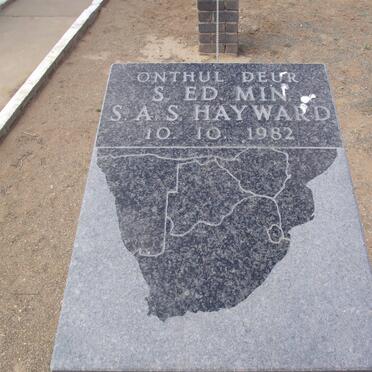 ONTHUL DEUR
S. ED. MIN.
S. A. S. HAYWARD
10. 10. 1982